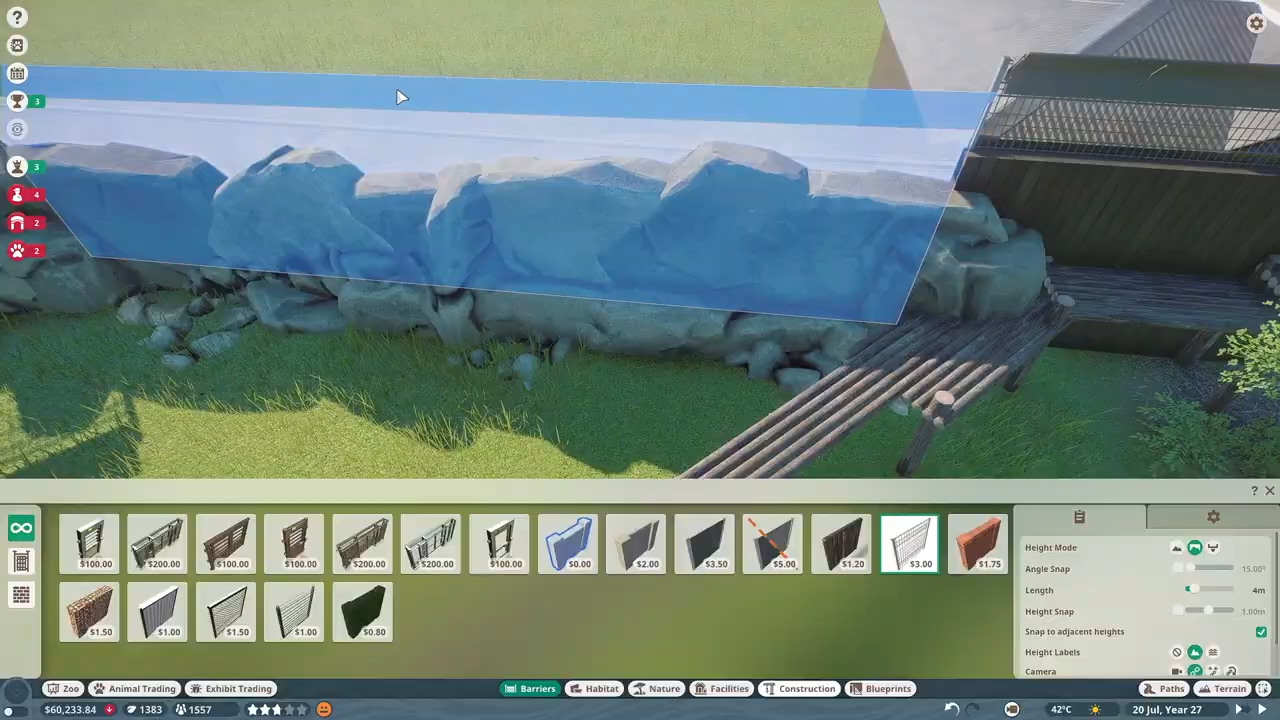 ?
3
3
4
2
2
? ×
$100.00 $200.00 $100.00 $100.00 $200.00 $200.00 $100.00 $0.00 $2.00 $3.50 $5.00 $1.20 $3.00 $1.75
$1.50 $1.00 $1.50 $1.00 $0.80
Height Mode
Angle Snap 15.00°
Length 4m
Height Snap 1.00m
Snap to adjacent heights
Height Labels
Camera
Zoo Animal Trading Exhibit Trading Barriers Habitat Nature Facilities Construction Blueprints Paths Terrain
$60,233.84 1383 1557 42°C 20 Jul, Year 27